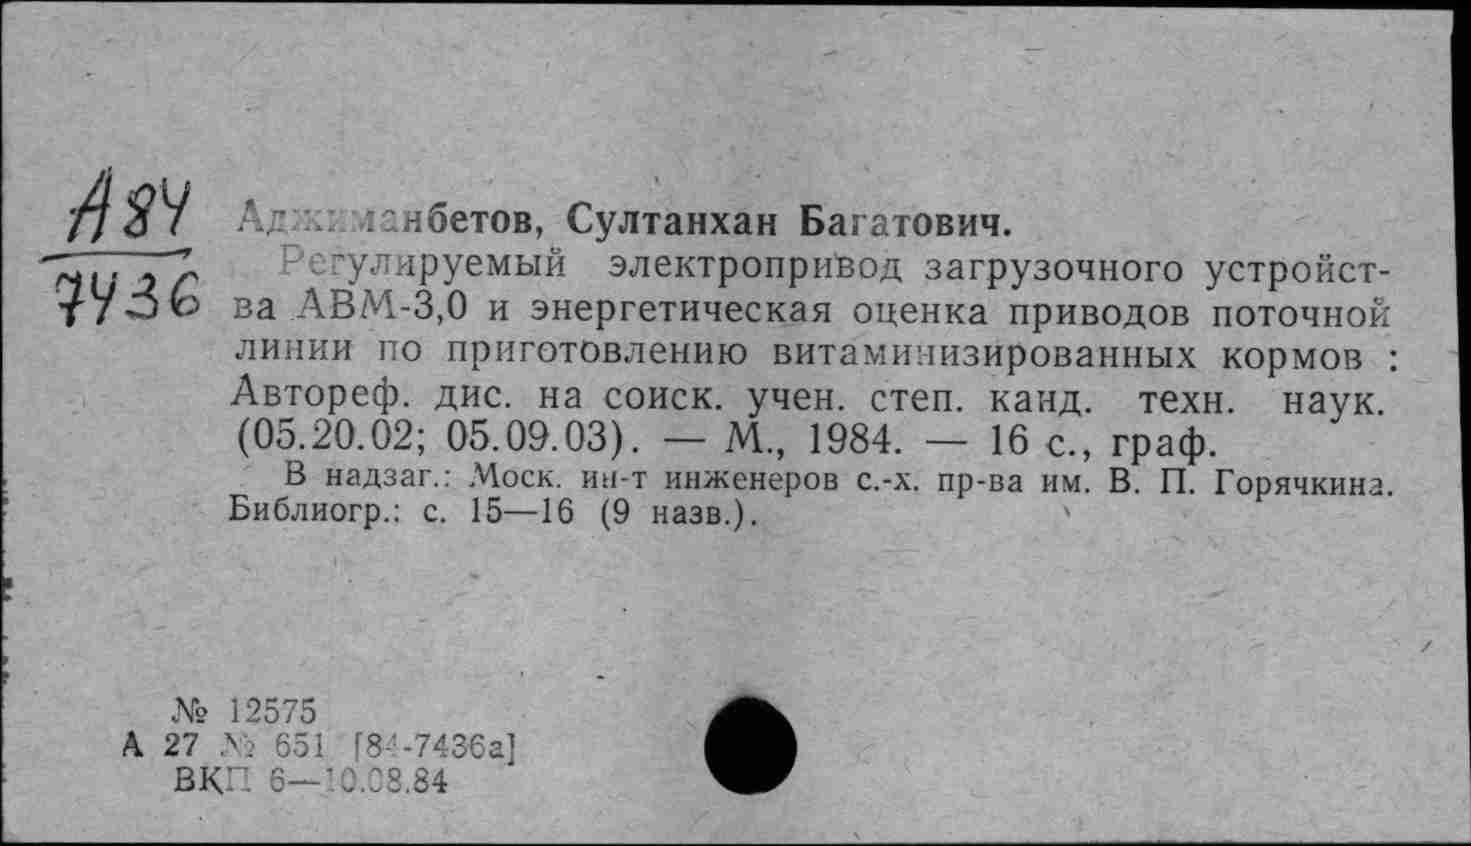 А84
7436
Аджиманбетов, Султанхан Багатович.
Регулируемый электропривод загрузочного устройст-
ва АВМ-3,0 и энергетическая оценка приводов поточной
линии по приготовлению витаминизированных кормов :
Автореф. дис. на соиск. учен. степ. канд. техн. наук.
(05.20.02; 05.09.03). — М., 1984. — 16 с., граф.
В надзаг.: Моск. ин-т инженеров с.-х. пр-ва им. В. П. Горячкина.
Библиогр.: с. 15—16 (9 назв.).
№ 12575
А 27 № 651 [84-7436а]
ВКП 6—10.08.84